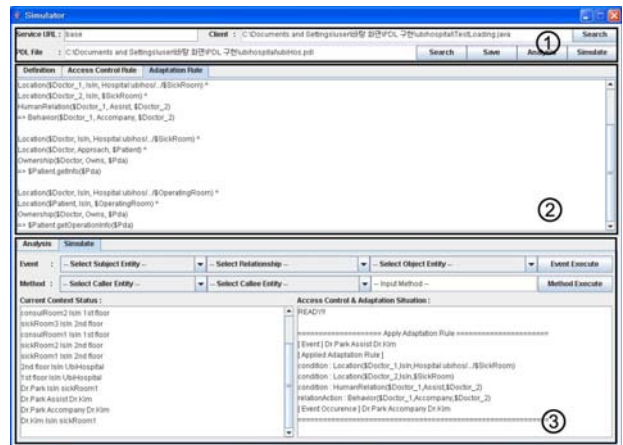 Simulator
Service URL : base Client : C:\Documents and Settings\user\바탕 화면\PDL 구현\ubihospital\TestLoading.java Search
PDL File : C:\Documents and Settings\user\바탕 화면\PDL 구현\ubihospital\ubiHos.pdl Search Save Analysis Simulate
①
Definition Access Control Rule Adaptation Rule
Location($Doctor_1, IsIn, Hospital:ubihos/../$SickRoom) ^
Location($Doctor_2, IsIn, $SickRoom) ^
HumanRelation($Doctor_1, Assist, $Doctor_2)
=> Behavior($Doctor_1, Accompany, $Doctor_2)
Location($Doctor, IsIn, Hospital:ubihos/../$SickRoom) ^
Location($Doctor, Approach, $Patient) ^
Ownership($Doctor, Owns, $Pda)
=> $Patient.getInfo($Pda)
Location($Doctor, IsIn, Hospital:ubihos/../$OperatingRoom) ^
Location($Patient, IsIn, $OperatingRoom) ^
Ownership($Doctor, Owns, $Pda)
=> $Patient.getOperationInfo($Pda)
②
Analysis Simulate
Event : -- Select Subject Entity -- -- Select Relationship -- -- Select Object Entity -- Event Execute
Method : -- Select Caller Entity -- -- Select Callee Entity -- -- Input Method -- Method Execute
Current Context Status :
consulRoom2 IsIn 1st floor
sickRoom3 IsIn 2nd floor
consulRoom1 IsIn 1st floor
sickRoom2 IsIn 2nd floor
sickRoom1 IsIn 2nd floor
2nd floor IsIn UbiHospital
1st floor IsIn UbiHospital
Dr.Park IsIn sickRoom1
Dr.Park Assist Dr.Kim
Dr.Park Accompany Dr.Kim
Dr.Kim IsIn sickRoom1
Access Control & Adaptation Situation :
READY!!
==================== Apply Adaptation Rule ====================
[ Event ] Dr.Park Assist Dr.Kim
[ Applied Adaptation Rule ]
condition : Location($Doctor_1,IsIn,Hospital:ubihos/../$SickRoom)
condition : Location($Doctor_2,IsIn,$SickRoom)
condition : HumanRelation($Doctor_1,Assist,$Doctor_2)
relationAction : Behavior($Doctor_1,Accompany,$Doctor_2)
[ Event Occurence ] Dr.Park Accompany Dr.Kim
③